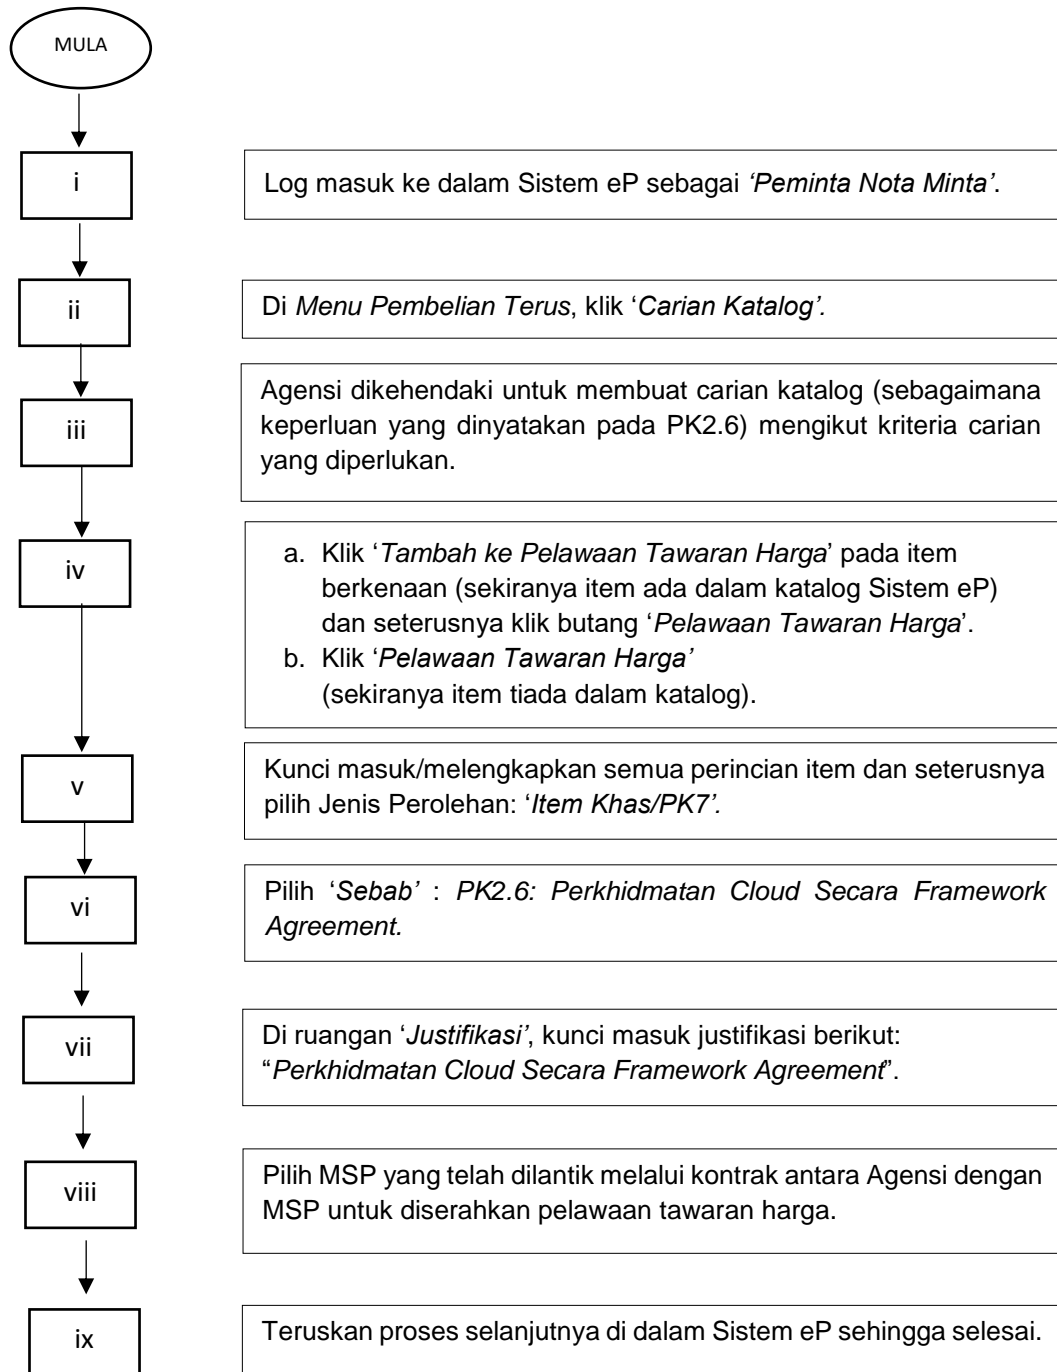 MULA
i
Log masuk ke dalam Sistem eP sebagai ‘Peminta Nota Minta’.
ii
Di Menu Pembelian Terus, klik ‘Carian Katalog’.
iii
Agensi dikehendaki untuk membuat carian katalog (sebagaimana
keperluan yang dinyatakan pada PK2.6) mengikut kriteria carian
yang diperlukan.
iv
a. Klik ‘Tambah ke Pelawaan Tawaran Harga’ pada item
berkenaan (sekiranya item ada dalam katalog Sistem eP)
dan seterusnya klik butang ‘Pelawaan Tawaran Harga’.
b. Klik ‘Pelawaan Tawaran Harga’
(sekiranya item tiada dalam katalog).
v
Kunci masuk/melengkapkan semua perincian item dan seterusnya
pilih Jenis Perolehan: ‘Item Khas/PK7’.
vi
Pilih ‘Sebab’ : PK2.6: Perkhidmatan Cloud Secara Framework
Agreement.
vii
Di ruangan ‘Justifikasi’, kunci masuk justifikasi berikut:
“Perkhidmatan Cloud Secara Framework Agreement”.
viii
Pilih MSP yang telah dilantik melalui kontrak antara Agensi dengan
MSP untuk diserahkan pelawaan tawaran harga.
ix
Teruskan proses selanjutnya di dalam Sistem eP sehingga selesai.